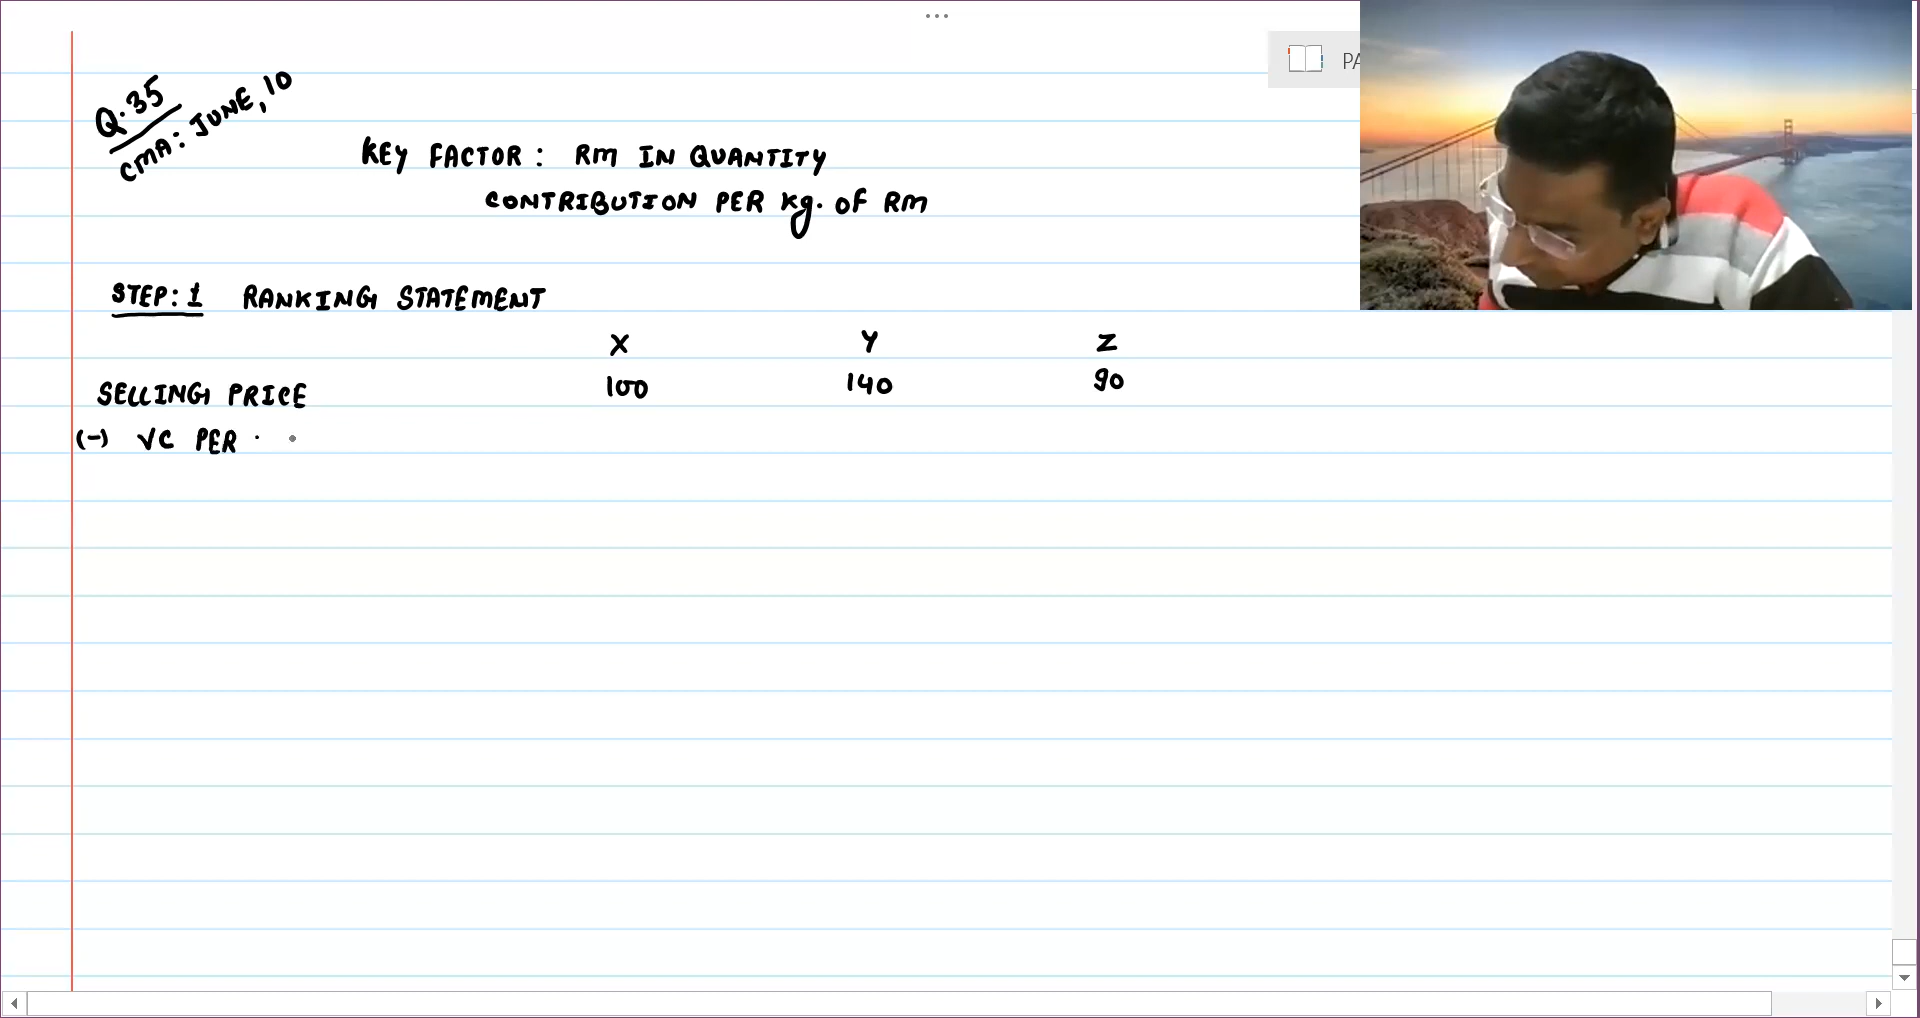 Q.35
CMA: JUNE, 10
KEY FACTOR: RM IN QUANTITY
CONTRIBUTION PER kg. OF RM
STEP: 1 RANKING STATEMENT
X Y Z
SELLING PRICE 100 140 90
(-) VC PER
PA